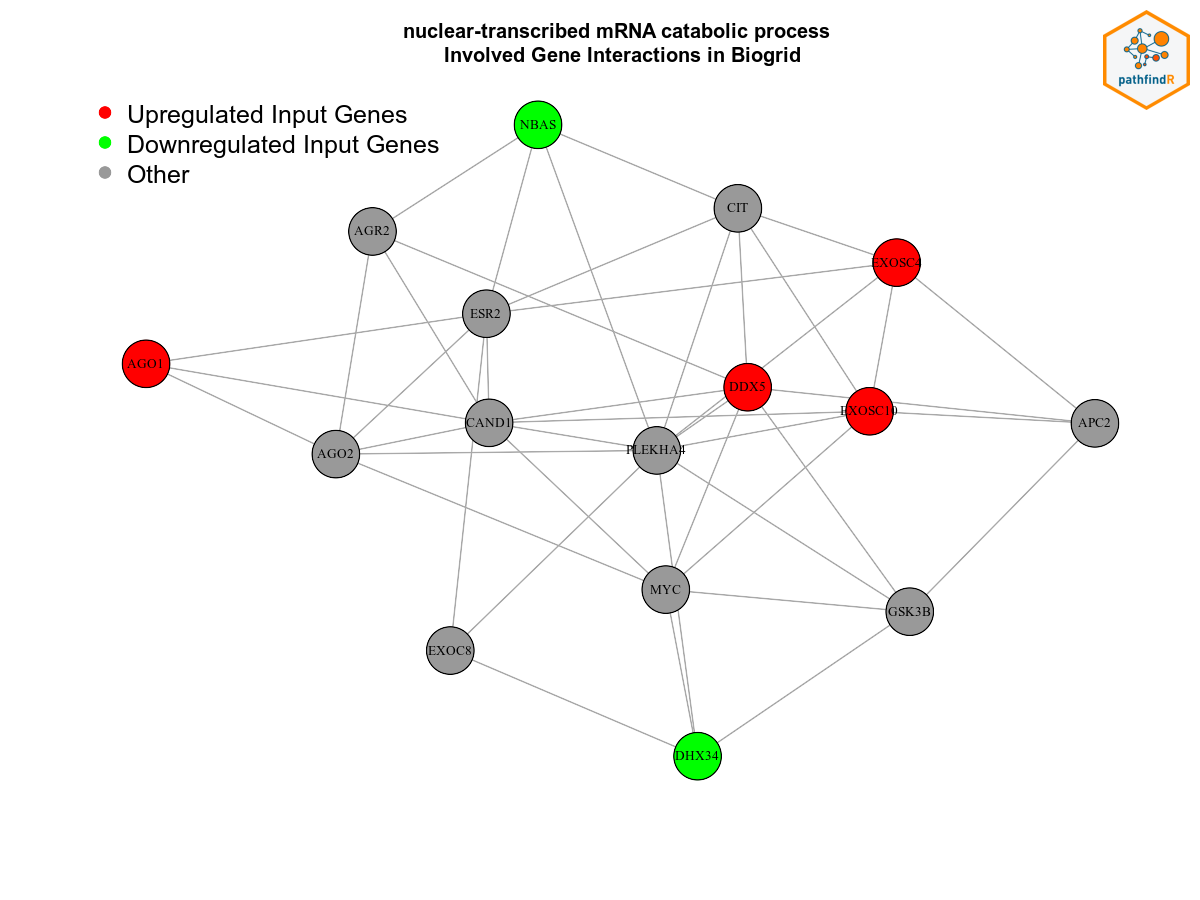 nuclear-transcribed mRNA catabolic process
Involved Gene Interactions in Biogrid
pathfindR
Upregulated Input Genes
Downregulated Input Genes
Other
NBAS
CIT
AGR2
EXOSC4
ESR2
AGO1
DDX5
EXOSC10
CAND1
APC2
PLEKHA4
AGO2
MYC
GSK3B
EXOC8
DHX34